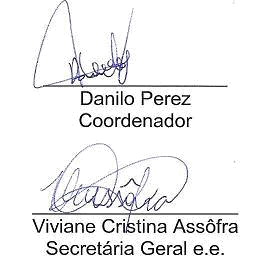 Danilo Perez
Coordenador
Viviane Cristina Assôfra
Secretária Geral e.e.